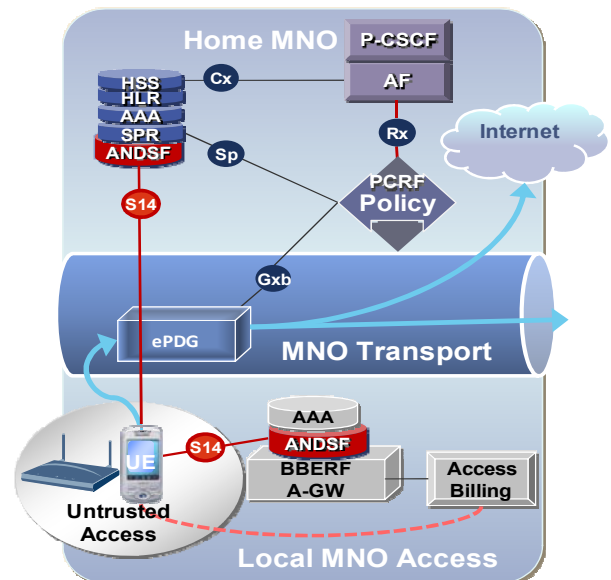 Home MNO
P-CSCF
AF
HSS
HLR
AAA
SPR
ANDSF
Cx
Rx
Sp
Internet
PCRF
Policy
S14
Gxb
ePDG
MNO Transport
AAA
ANDSF
S14
UE
BBERF
A-GW
Access
Billing
Untrusted
Access
Local MNO Access